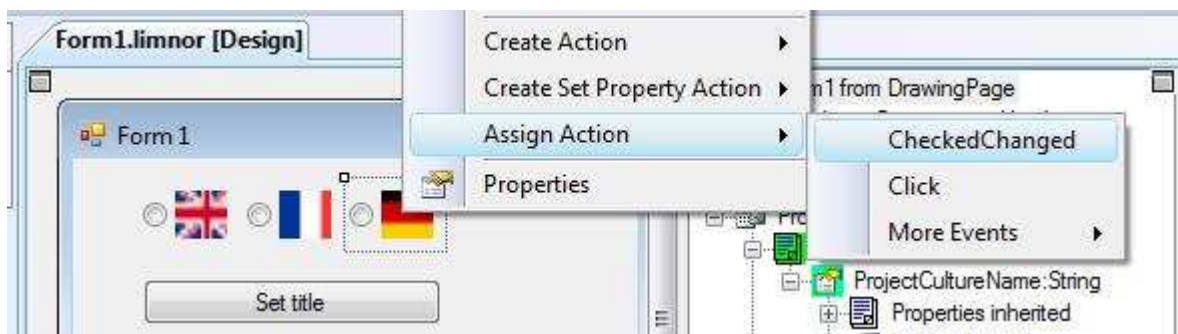 Form1.limnor [Design]
Create Action
Create Set Property Action
m1 from DrawingPage
Assign Action
CheckedChanged
Form 1
Properties
Click
More Events
ProjectCultureName:String
Set title
Properties inherited